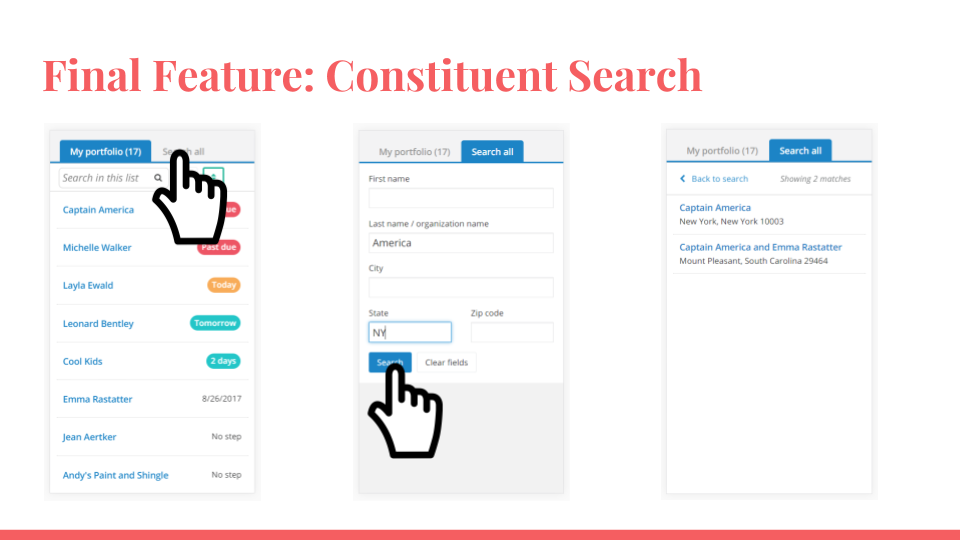 Final Feature: Constituent Search
My portfolio (17)
Search in this list
Captain America
Michelle Walker Past due
Layla Ewald Today
Leonard Bentley Tomorrow
Cool Kids 2 days
Emma Rastatter 8/26/2017
Jean Aertker No step
Andy's Paint and Shingle No step
My portfolio (17) Search all
First name
Last name / organization name
America
City
State Zip code
NY
Search Clear fields
My portfolio (17) Search all
Back to search Showing 2 matches
Captain America
New York, New York 10003
Captain America and Emma Rastatter
Mount Pleasant, South Carolina 29464